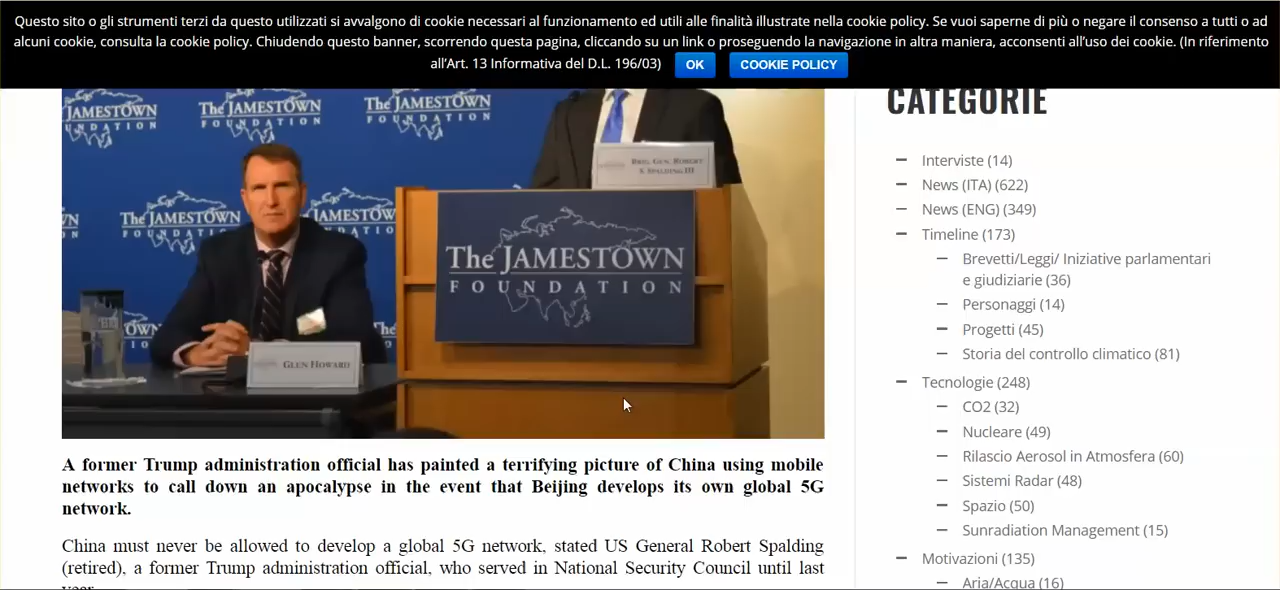 Questo sito o gli strumenti terzi da questo utilizzati si avvalgono di cookie necessari al funzionamento ed utili alle finalità illustrate nella cookie policy. Se vuoi saperne di più o negare il consenso a tutti o ad
alcuni cookie, consulta la cookie policy. Chiudendo questo banner, scorrendo questa pagina, cliccando su un link o proseguendo la navigazione in altra maniera, acconsenti all'uso dei cookie. (In riferimento
all'Art. 13 Informativa del D.L. 196/03) OK COOKIE POLICY
JAMESTOWN
FOUNDATION
The JAMESTOWN
FOUNDATION
The JAMESTOWN
FOUNDATION
BRIG. GEN. ROBERT
S. SPALDING III
The JAMESTOWN
FOUNDATION
JAMESTOW
The JAMESTOWN
FOUNDATION
GLEN HOWARD
A former Trump administration official has painted a terrifying picture of China using mobile
networks to call down an apocalypse in the event that Beijing develops its own global 5G
network.
China must never be allowed to develop a global 5G network, stated US General Robert Spalding
(retired), a former Trump administration official, who served in National Security Council until last
year
CATEGORIE
— Interviste (14)
— News (ITA) (622)
— News (ENG) (349)
— Timeline (173)
— Brevetti/Leggi/ Iniziative parlamentari
e giudiziarie (36)
— Personaggi (14)
— Progetti (45)
— Storia del controllo climatico (81)
— Tecnologie (248)
— CO2 (32)
— Nucleare (49)
— Rilascio Aerosol in Atmosfera (60)
— Sistemi Radar (48)
— Spazio (50)
— Sunradiation Management (15)
— Motivazioni (135)
— Aria/Acqua (16)